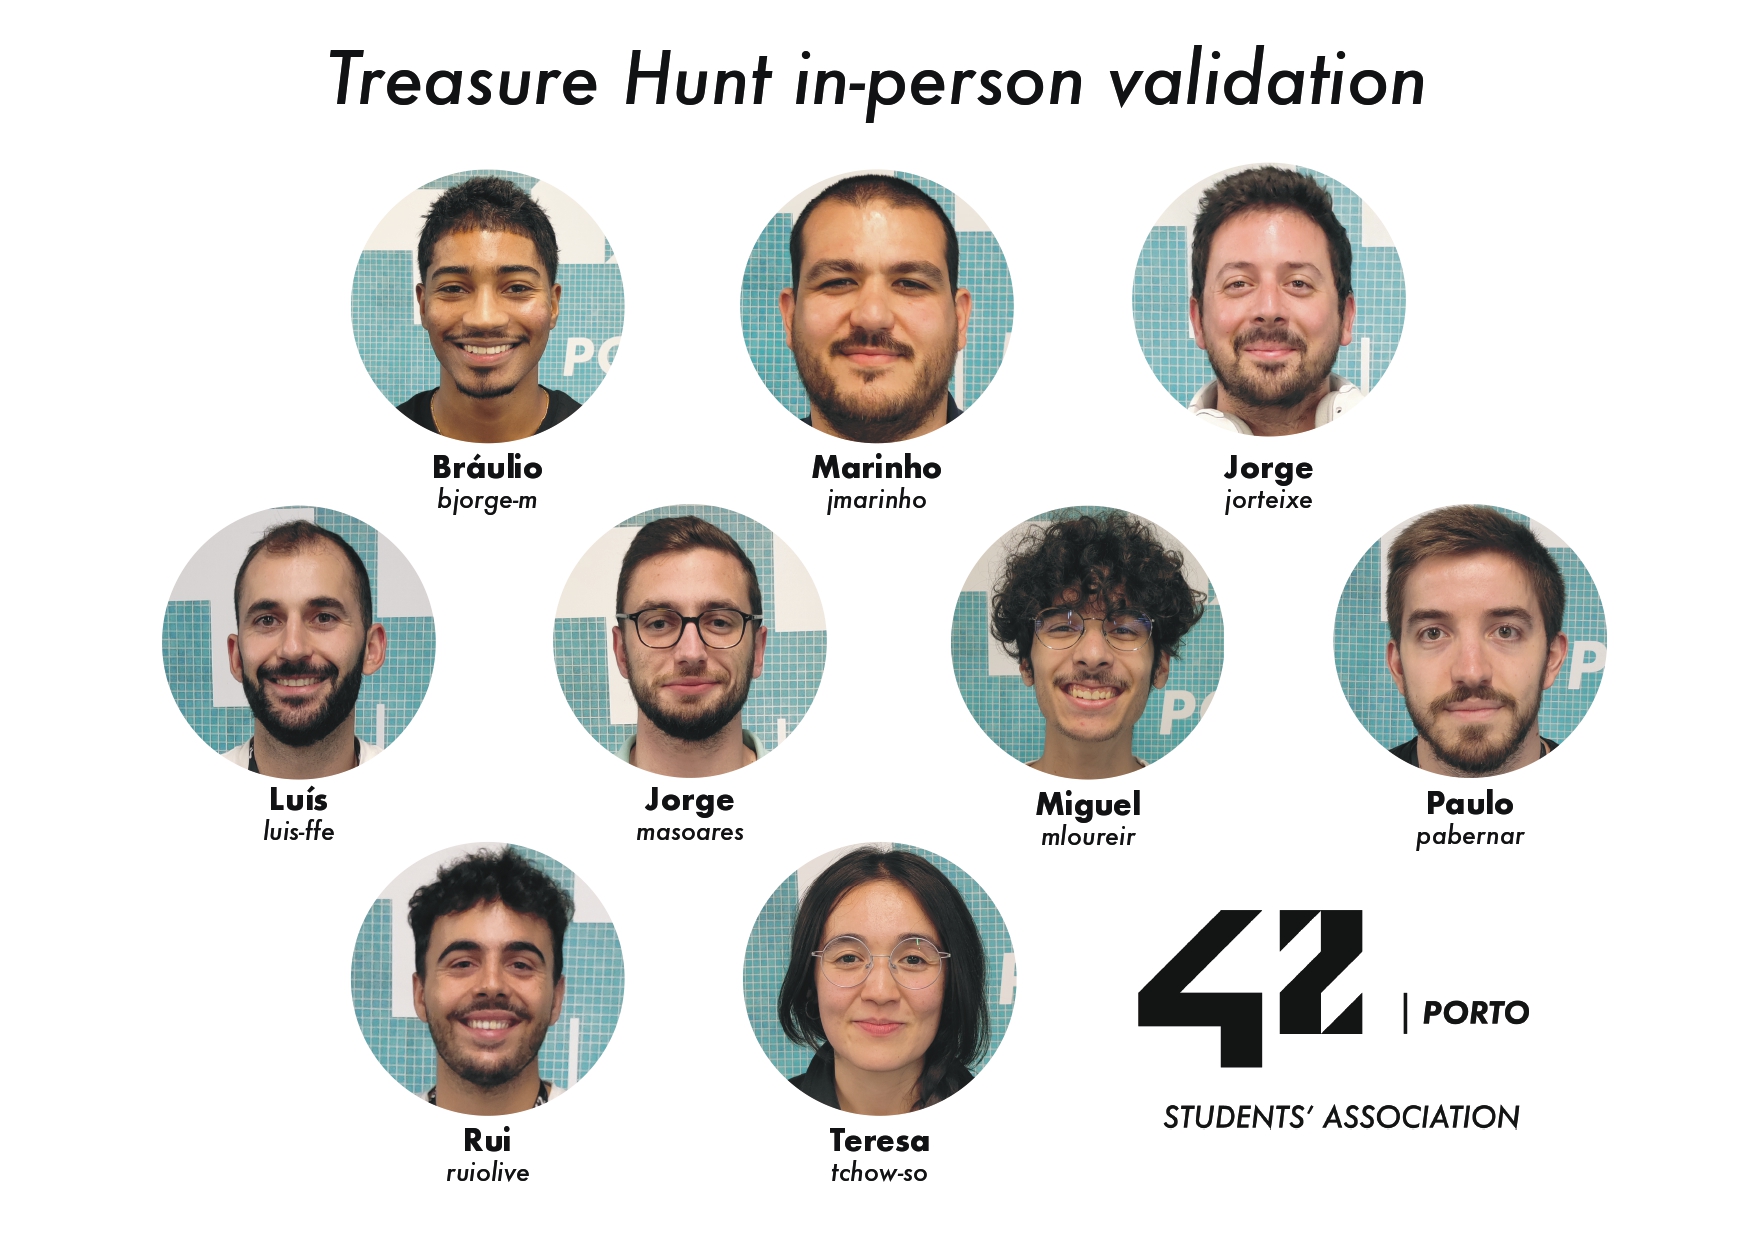 Treasure Hunt in-person validation
Bráulio
bjorge-m
Marinho
jmarinho
Jorge
jorteixe
Luís
luis-ffe
Jorge
masoares
Miguel
mloureir
Paulo
pabernar
Rui
ruiolive
Teresa
tchow-so
42 | PORTO
STUDENTS’ ASSOCIATION